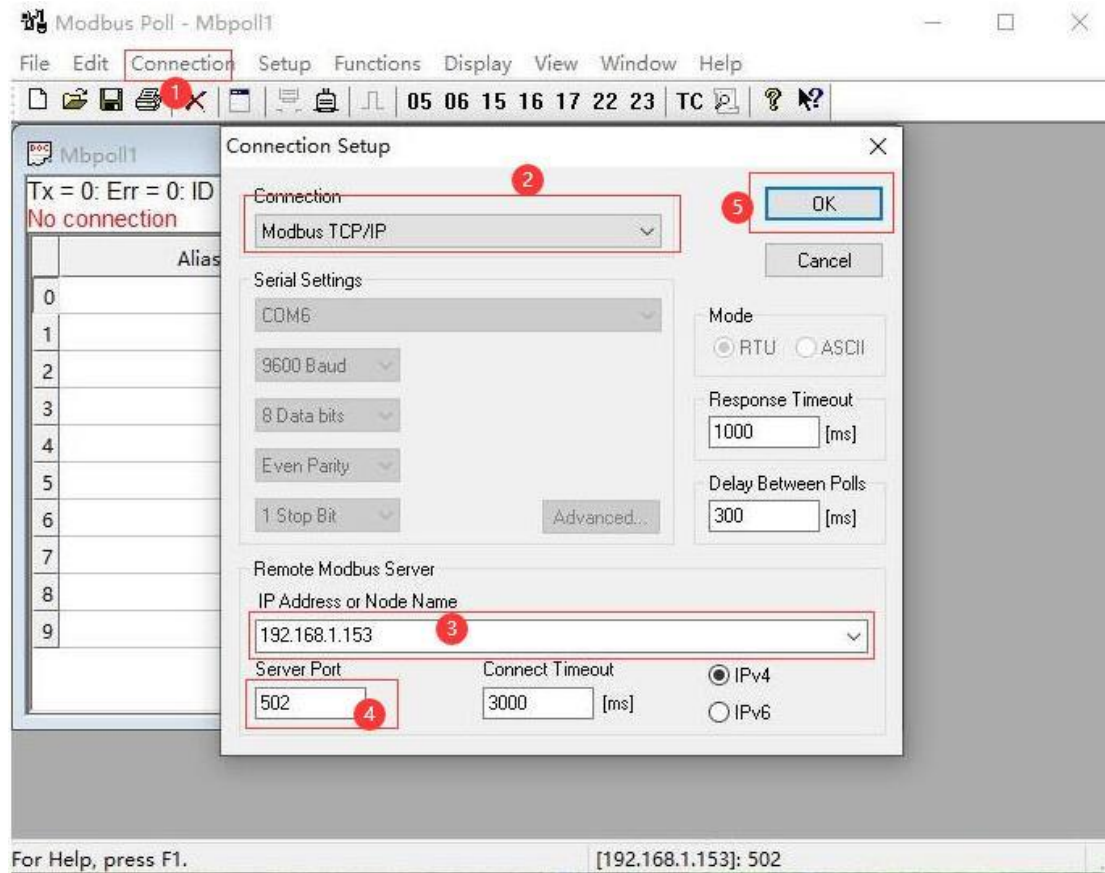 Modbus Poll - Mbpoll1
File Edit Connection Setup Functions Display View Window Help
1
05 06 15 16 17 22 23 TC
Mbpoll1
Tx = 0: Err = 0: ID
No connection
Alias
0
1
2
3
4
5
6
7
8
9
Connection Setup
2
Connection
Modbus TCP/IP
5
OK
Cancel
Serial Settings
COM6
9600 Baud
8 Data bits
Even Parity
1 Stop Bit
Advanced...
Mode
RTU ASCII
Response Timeout
1000 [ms]
Delay Between Polls
300 [ms]
Remote Modbus Server
IP Address or Node Name
192.168.1.153
3
Server Port
502
4
Connect Timeout
3000 [ms]
IPv4
IPv6
For Help, press F1.
[192.168.1.153]: 502